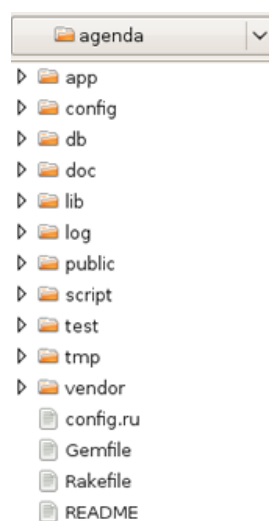 agenda
app
config
db
doc
lib
log
public
script
test
tmp
vendor
config.ru
Gemfile
Rakefile
README